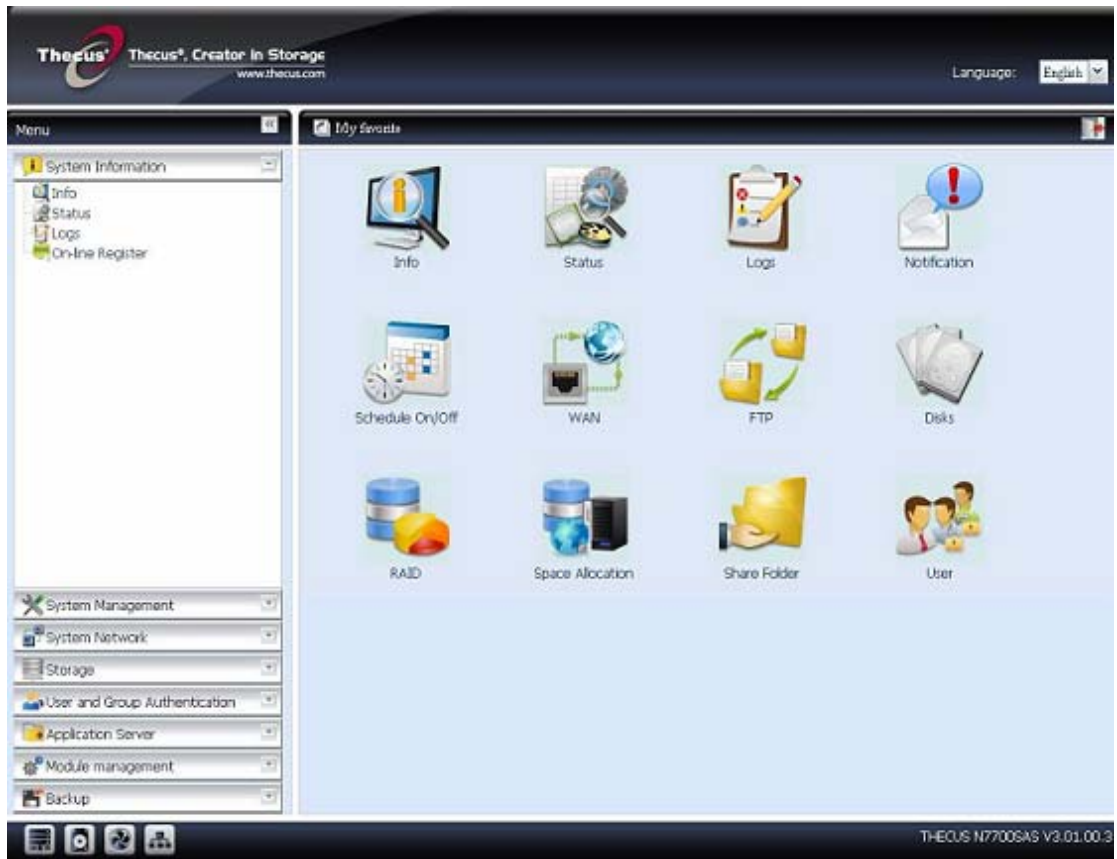 Thecus® Thecus®, Creator in Storage
www.thecus.com
Language: English
Menu
My favorite
System Information
Info
Status
Logs
On-line Register
Info Status Logs Notification
Schedule On/Off WAN FTP Disks
RAID Space Allocation Share Folder User
System Management
System Network
Storage
User and Group Authentication
Application Server
Module management
Backup
THECUS N7700SAS V3.01.00.3